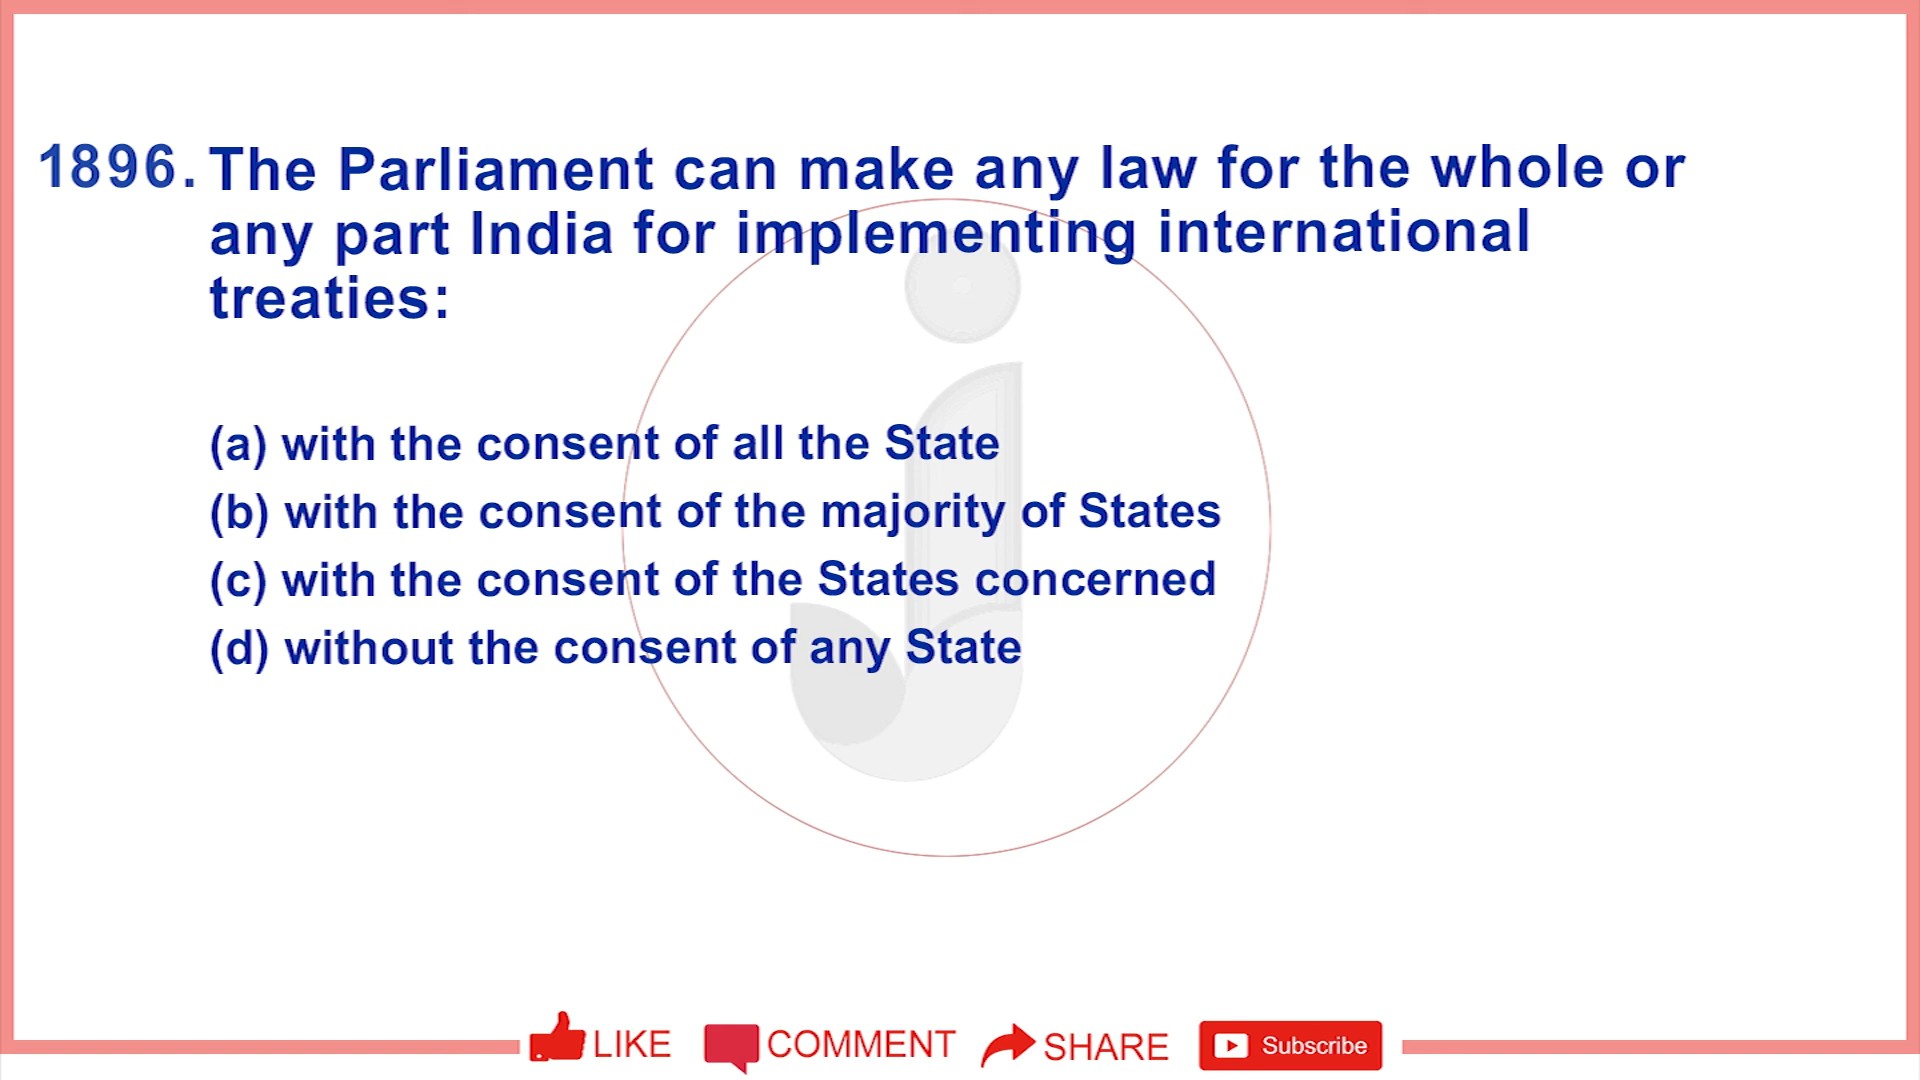 1896. The Parliament can make any law for the whole or
any part India for implementing international
treaties:
(a) with the consent of all the State
(b) with the consent of the majority of States
(c) with the consent of the States concerned
(d) without the consent of any State
LIKE COMMENT SHARE Subscribe